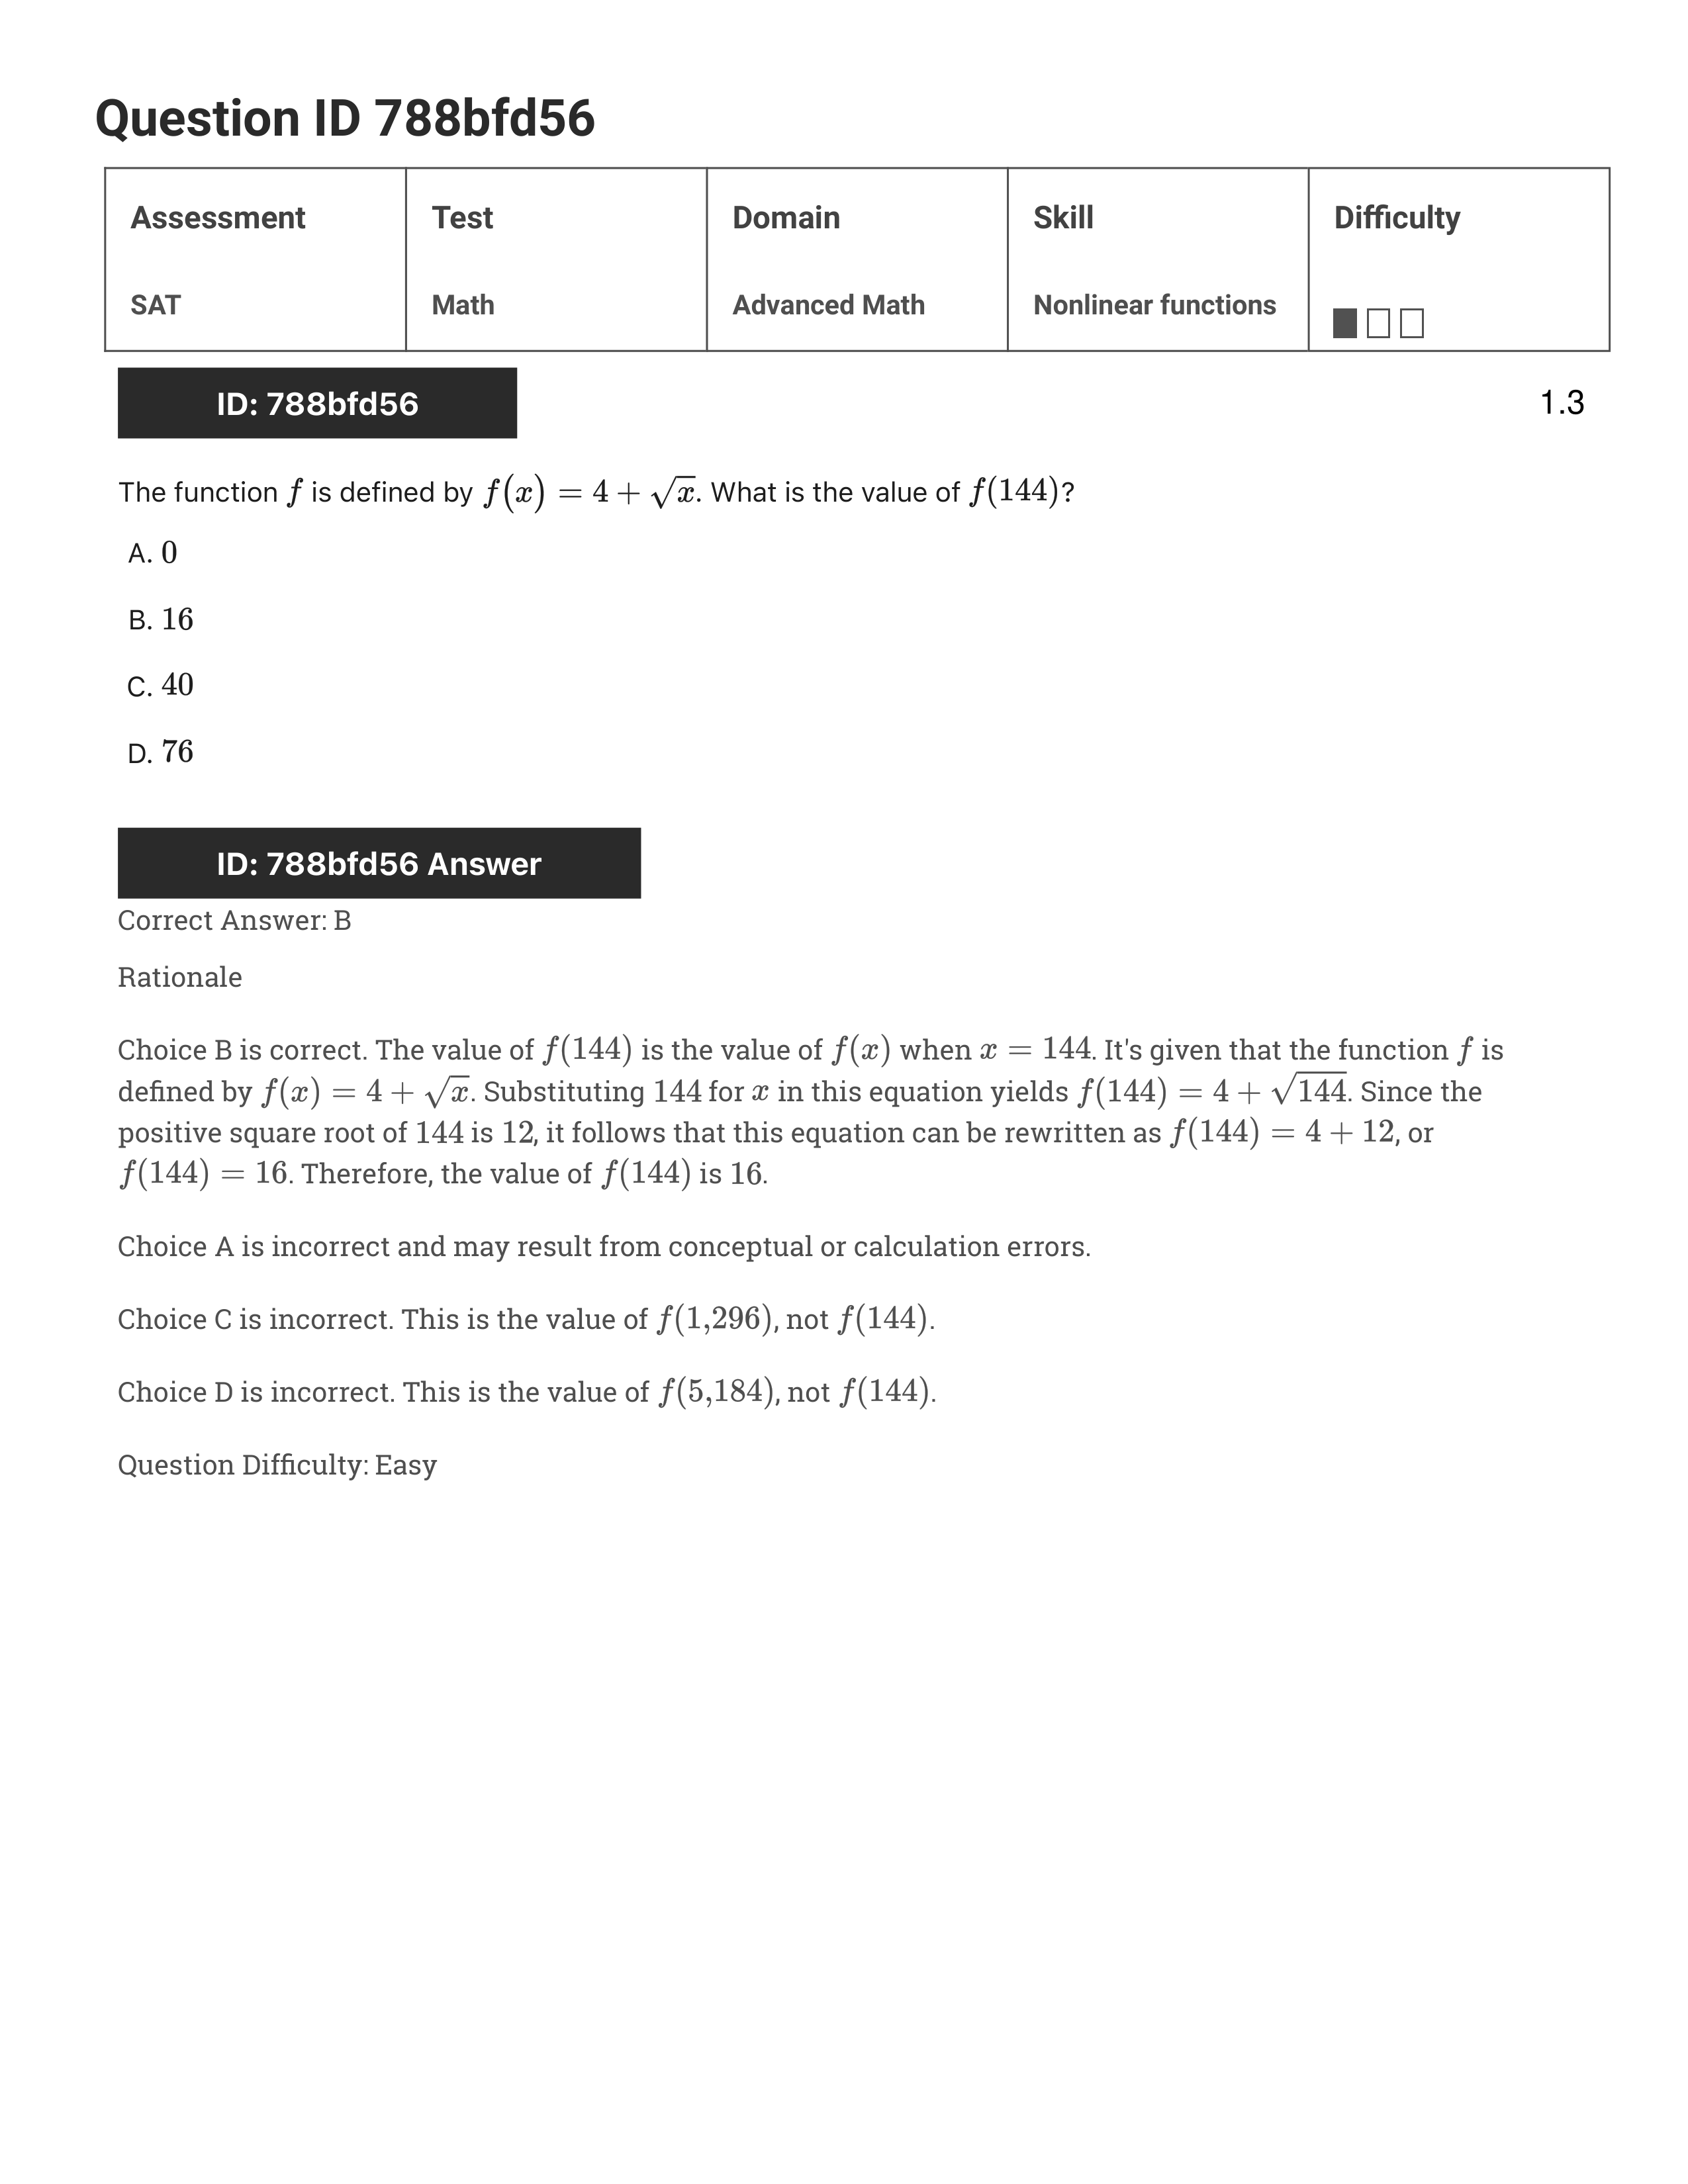 Question ID 788bfd56
Assessment Test Domain Skill Difficulty
SAT Math Advanced Math Nonlinear functions
ID: 788bfd56 1.3
The function f is defined by f(x) = 4 + √x. What is the value of f(144)?
A. 0
B. 16
C. 40
D. 76
ID: 788bfd56 Answer
Correct Answer: B
Rationale
Choice B is correct. The value of f(144) is the value of f(x) when x = 144. It's given that the function f is
defined by f(x) = 4 + √x. Substituting 144 for x in this equation yields f(144) = 4 + √144. Since the
positive square root of 144 is 12, it follows that this equation can be rewritten as f(144) = 4 + 12, or
f(144) = 16. Therefore, the value of f(144) is 16.
Choice A is incorrect and may result from conceptual or calculation errors.
Choice C is incorrect. This is the value of f(1,296), not f(144).
Choice D is incorrect. This is the value of f(5,184), not f(144).
Question Difficulty: Easy